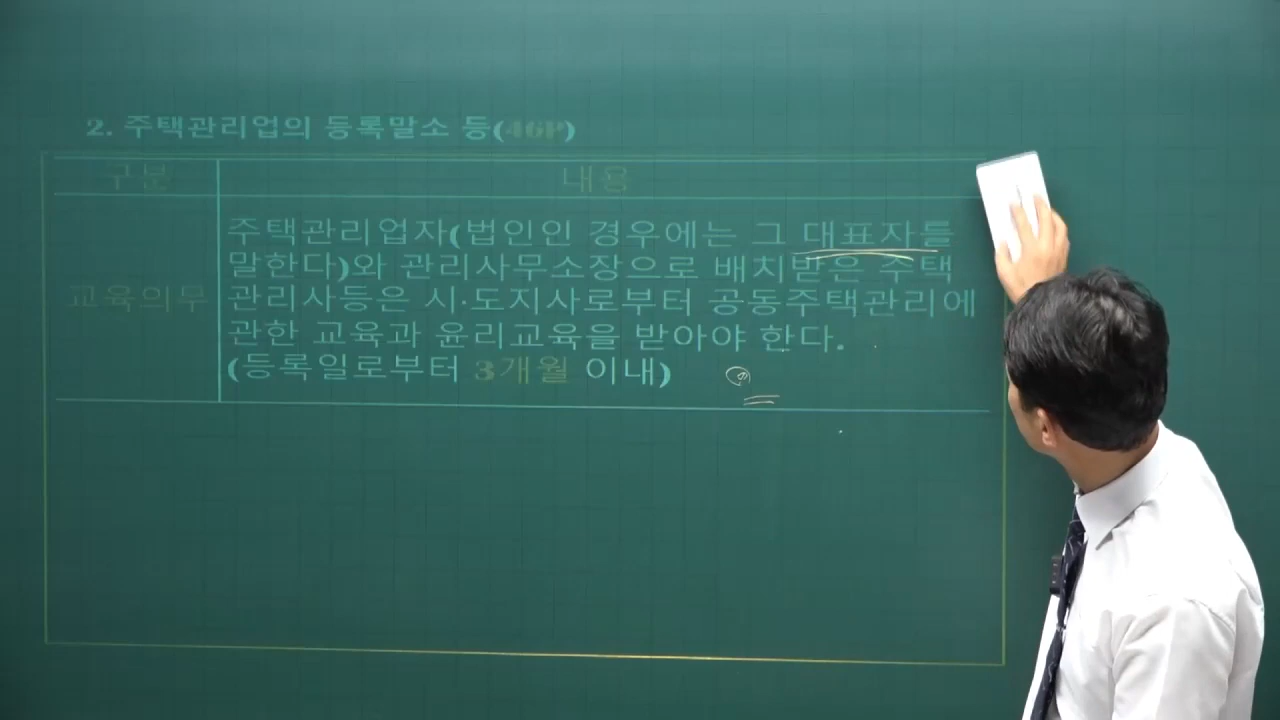 2. 주택관리업의 등록말소 등(46P)
구분
내용
교육의무
주택관리업자(법인인 경우에는 그 대표자를
말한다)와 관리사무소장으로 배치받은 주택
관리사등은 시·도지사로부터 공동주택관리에
관한 교육과 윤리교육을 받아야 한다.
(등록일로부터 3개월 이내)